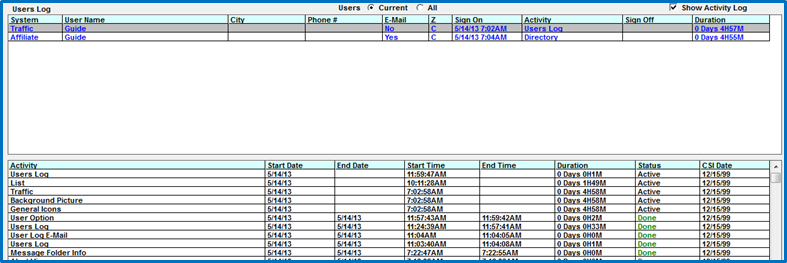 Users Log Users Current All Show Activity Log
System User Name City Phone # E-Mail Z Sign On Activity Sign Off Duration
Traffic Guide No C 5/14/13 7:02AM Users Log 0 Days 4H57M
Affiliate Guide Yes C 5/14/13 7:04AM Directory 0 Days 4H55M
Activity Start Date End Date Start Time End Time Duration Status CSI Date
Users Log 5/14/13 11:59:47AM 0 Days 0H1M Active 12/15/99
List 5/14/13 10:11:28AM 0 Days 1H49M Active 12/15/99
Traffic 5/14/13 7:02:58AM 0 Days 4H58M Active 12/15/99
Background Picture 5/14/13 7:02:58AM 0 Days 4H58M Active 12/15/99
General Icons 5/14/13 7:02:58AM 0 Days 4H58M Active 12/15/99
User Option 5/14/13 5/14/13 11:57:43AM 11:59:42AM 0 Days 0H2M Done 12/15/99
Users Log 5/14/13 5/14/13 11:24:39AM 11:57:41AM 0 Days 0H33M Done 12/15/99
User Log E-Mail 5/14/13 5/14/13 11:04AM 11:04:05AM 0 Days 0H0M Done 12/15/99
Users Log 5/14/13 5/14/13 11:03:40AM 11:04:08AM 0 Days 0H1M Done 12/15/99
Message Folder Info 5/14/13 5/14/13 7:22:47AM 7:22:55AM 0 Days 0H0M Done 12/15/99